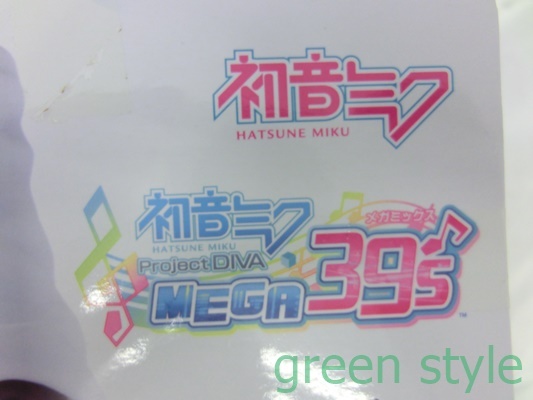 初音ミク
HATSUNE MIKU
初音ミク
HATSUNE MIKU
Project DIVA
メガミックス
MEGA 39's
™
green style